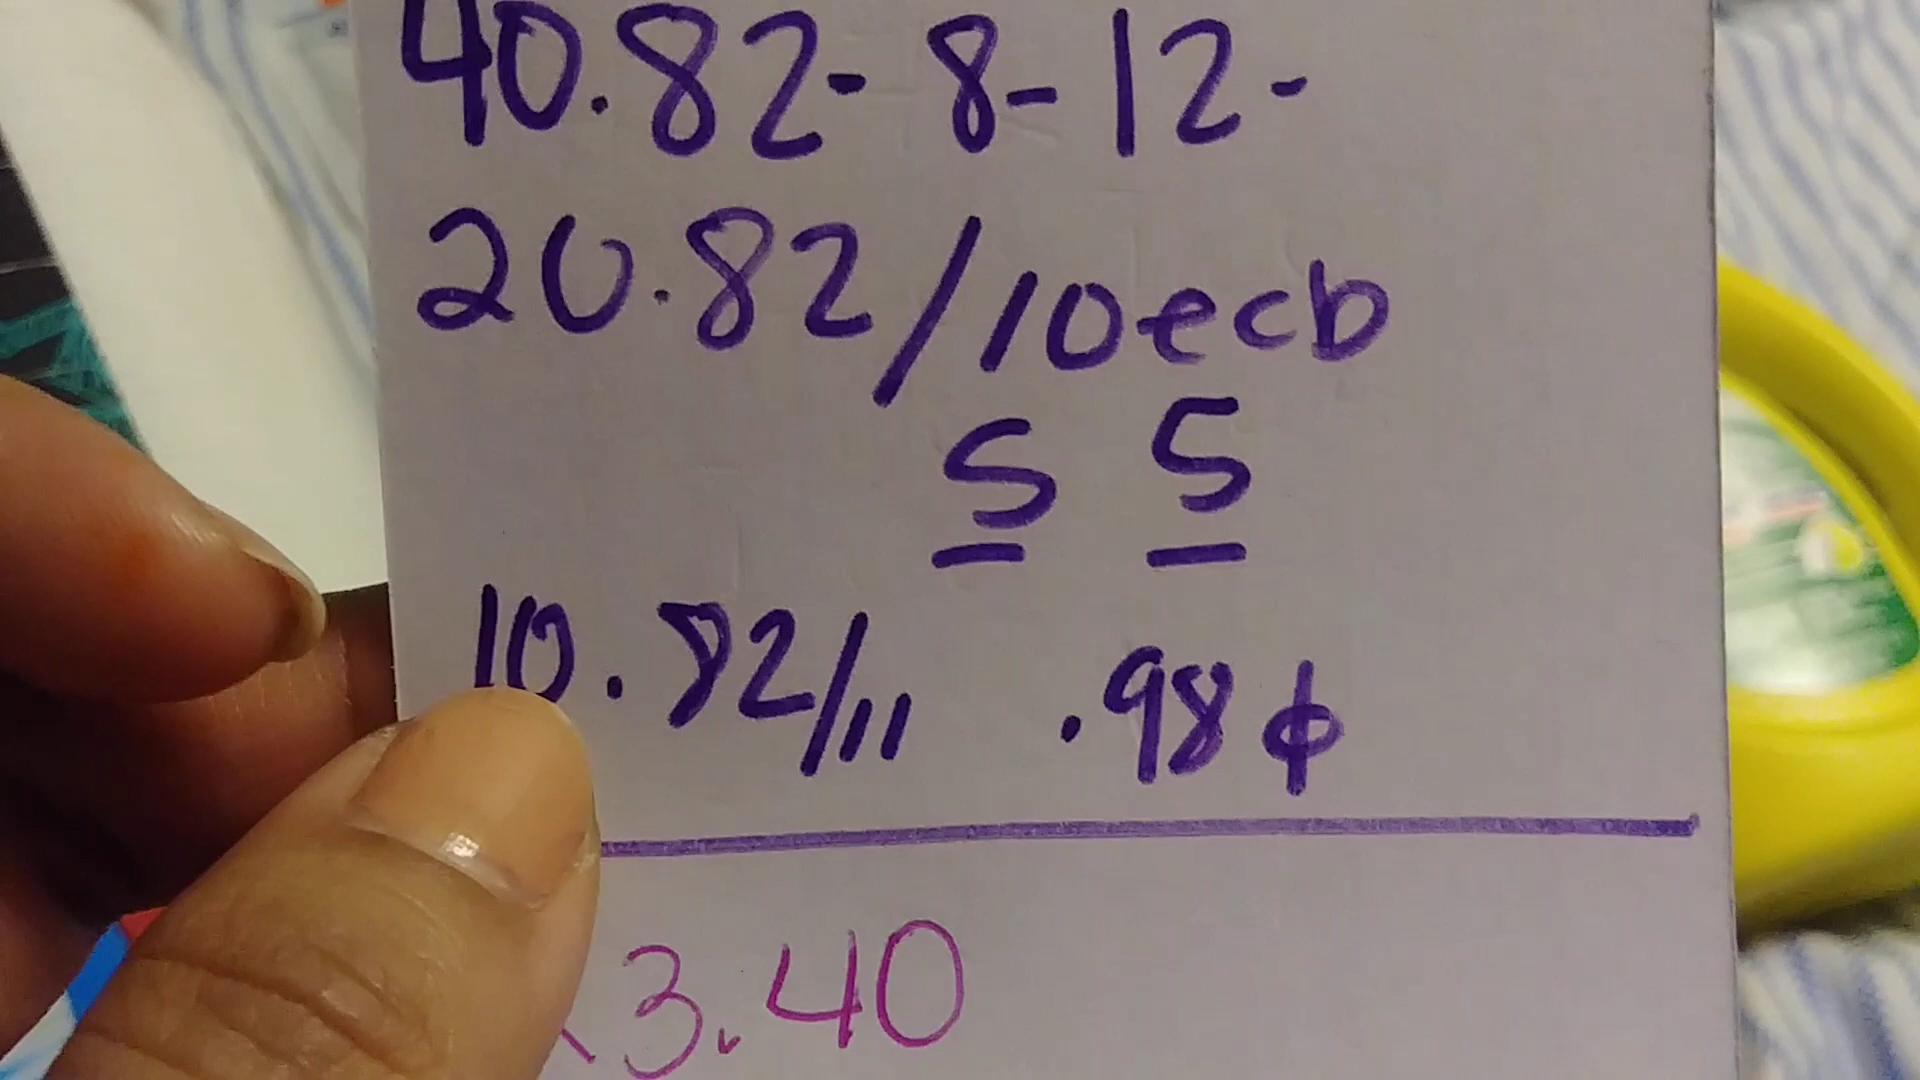 40.82- 8-12-
20.82/10ecb
5 5
10.82/11 .98¢
3.40